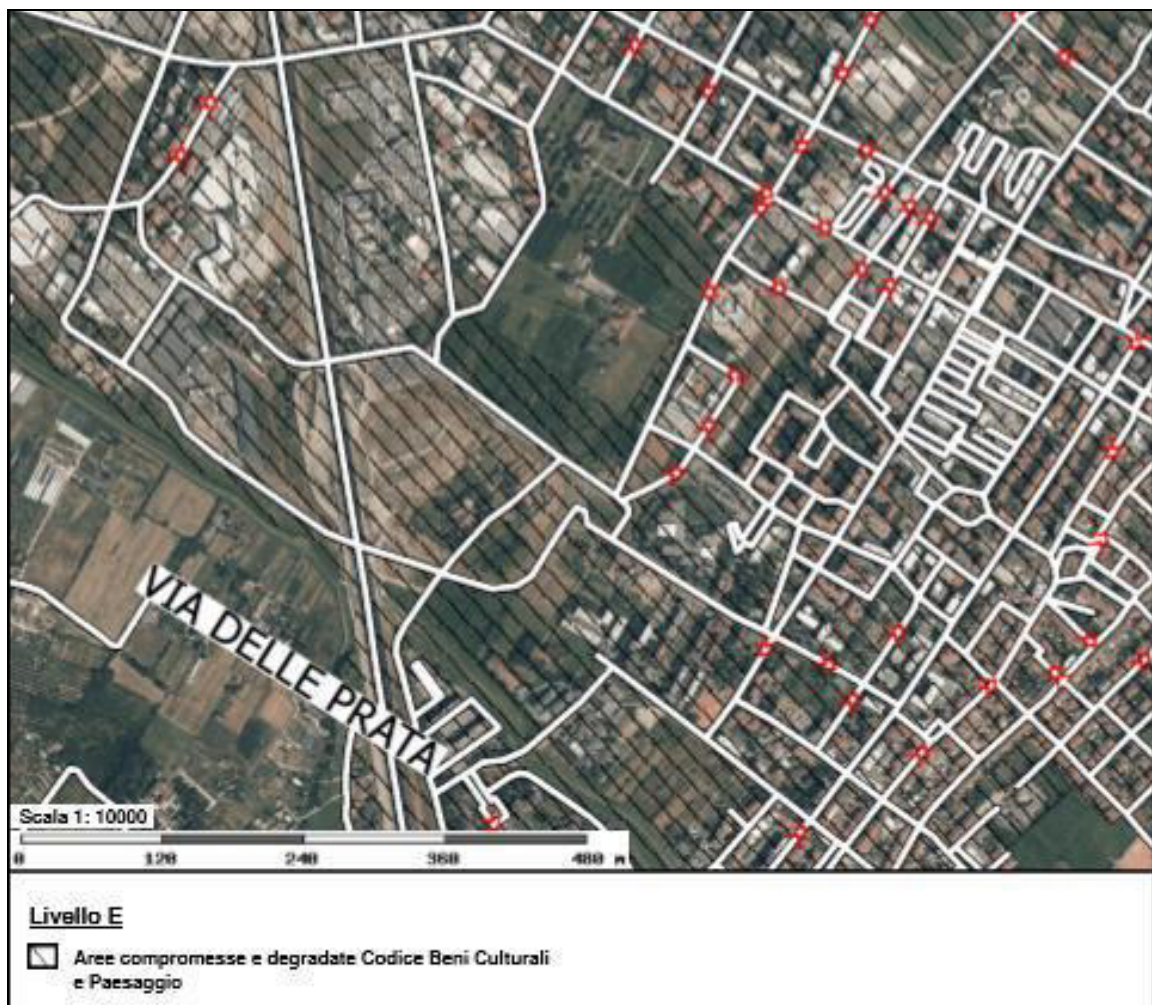 VIA DELLE PRATA
Scala 1: 10000
0 120 240 360 480 m
Livello E
Aree compromesse e degradate Codice Beni Culturali
e Paesaggio